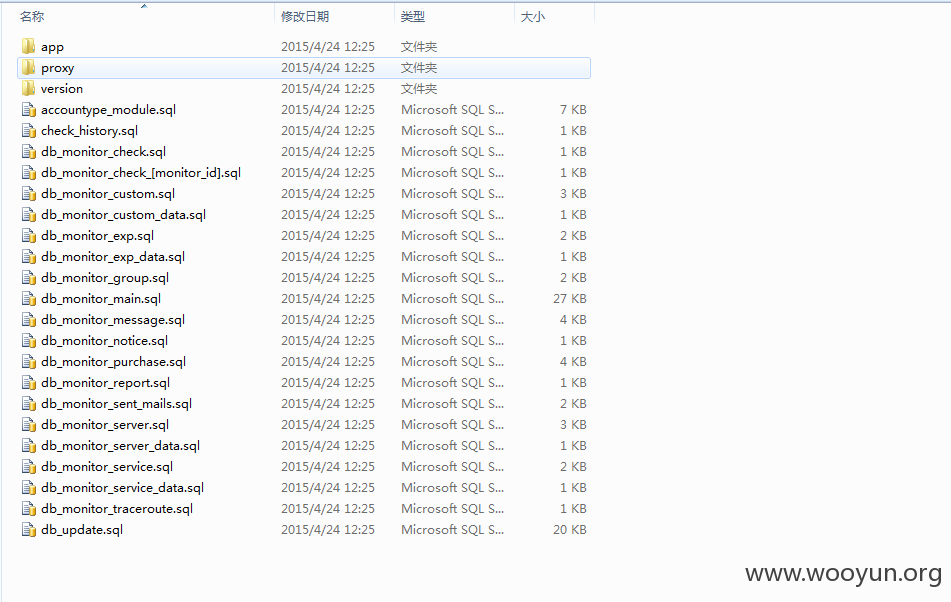 名称 修改日期 类型 大小
app 2015/4/24 12:25 文件夹
proxy 2015/4/24 12:25 文件夹
version 2015/4/24 12:25 文件夹
accountype_module.sql 2015/4/24 12:25 Microsoft SQL S... 7 KB
check_history.sql 2015/4/24 12:25 Microsoft SQL S... 1 KB
db_monitor_check.sql 2015/4/24 12:25 Microsoft SQL S... 1 KB
db_monitor_check_[monitor_id].sql 2015/4/24 12:25 Microsoft SQL S... 1 KB
db_monitor_custom.sql 2015/4/24 12:25 Microsoft SQL S... 3 KB
db_monitor_custom_data.sql 2015/4/24 12:25 Microsoft SQL S... 1 KB
db_monitor_exp.sql 2015/4/24 12:25 Microsoft SQL S... 2 KB
db_monitor_exp_data.sql 2015/4/24 12:25 Microsoft SQL S... 1 KB
db_monitor_group.sql 2015/4/24 12:25 Microsoft SQL S... 2 KB
db_monitor_main.sql 2015/4/24 12:25 Microsoft SQL S... 27 KB
db_monitor_message.sql 2015/4/24 12:25 Microsoft SQL S... 4 KB
db_monitor_notice.sql 2015/4/24 12:25 Microsoft SQL S... 1 KB
db_monitor_purchase.sql 2015/4/24 12:25 Microsoft SQL S... 4 KB
db_monitor_report.sql 2015/4/24 12:25 Microsoft SQL S... 1 KB
db_monitor_sent_mails.sql 2015/4/24 12:25 Microsoft SQL S... 2 KB
db_monitor_server.sql 2015/4/24 12:25 Microsoft SQL S... 3 KB
db_monitor_server_data.sql 2015/4/24 12:25 Microsoft SQL S... 1 KB
db_monitor_service.sql 2015/4/24 12:25 Microsoft SQL S... 2 KB
db_monitor_service_data.sql 2015/4/24 12:25 Microsoft SQL S... 1 KB
db_monitor_traceroute.sql 2015/4/24 12:25 Microsoft SQL S... 1 KB
db_update.sql 2015/4/24 12:25 Microsoft SQL S... 20 KB
www.wooyun.org